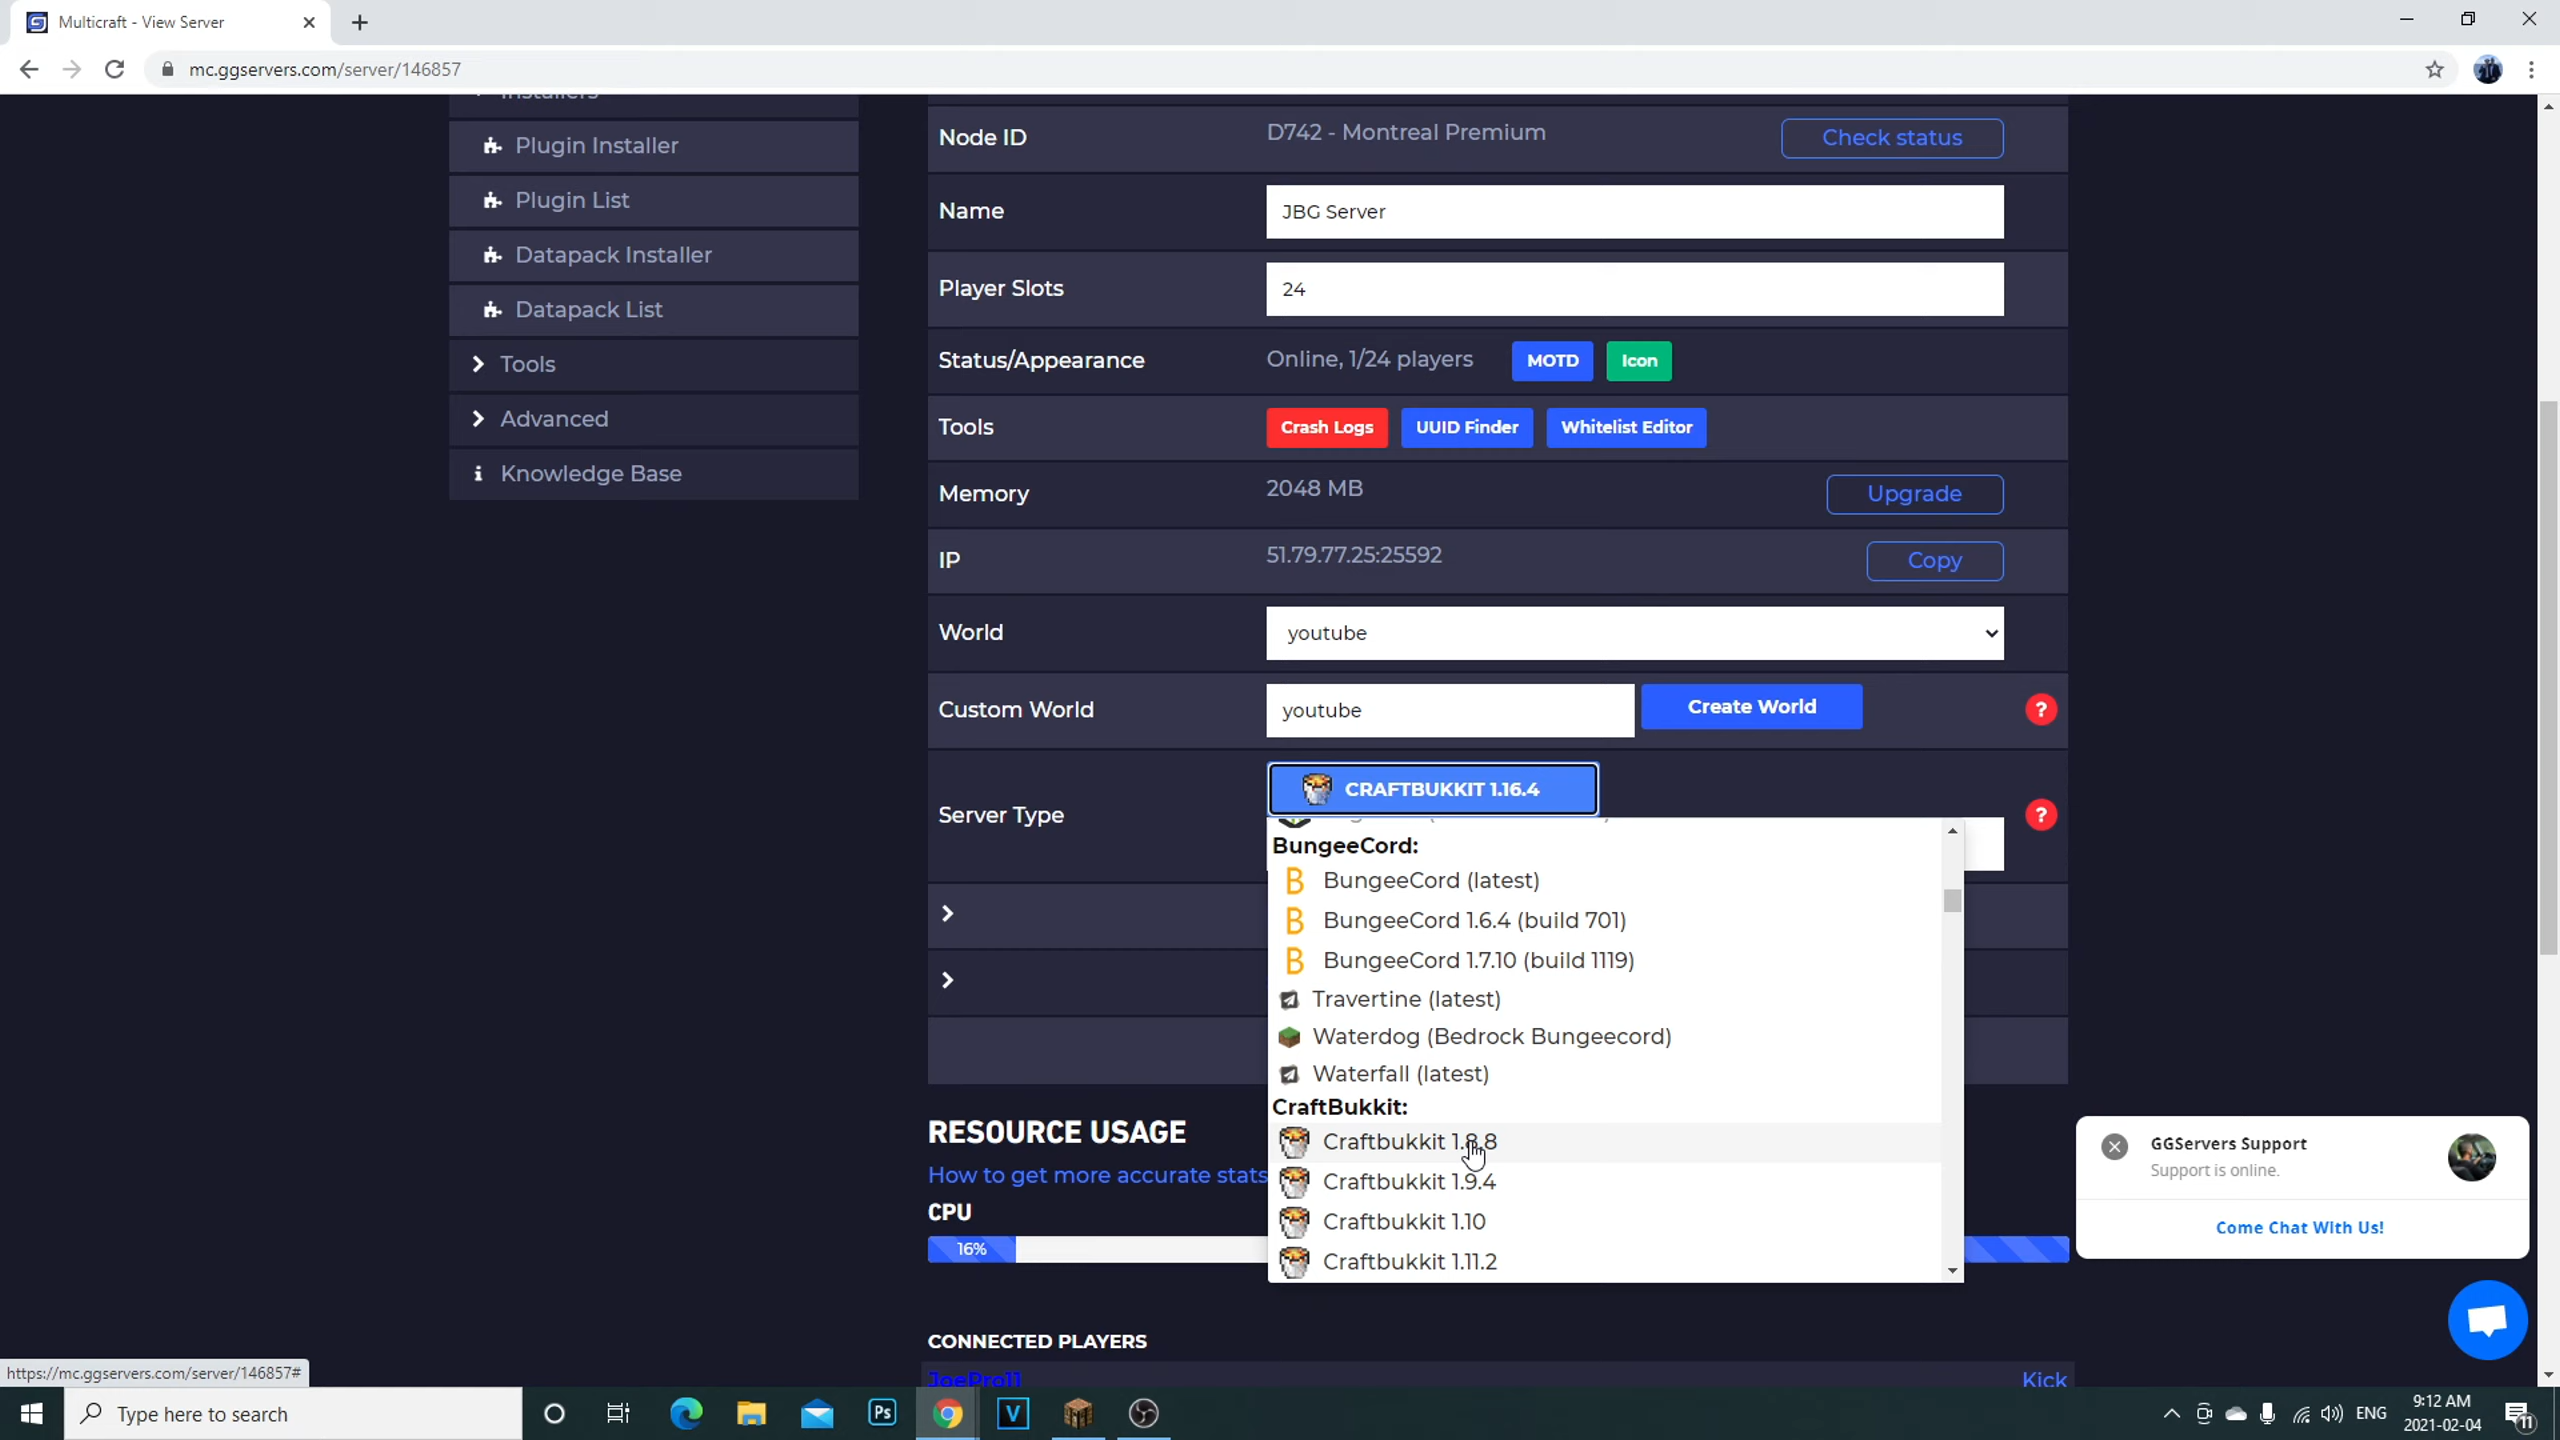 Multicraft - View Server
mc.ggservers.com/server/146857
Installers
Plugin Installer
Plugin List
Datapack Installer
Datapack List
Tools
Advanced
Knowledge Base
Node ID
D742 - Montreal Premium
Check status
Name
JBG Server
Player Slots
24
Status/Appearance
Online, 1/24 players
MOTD
Icon
Tools
Crash Logs
UUID Finder
Whitelist Editor
Memory
2048 MB
Upgrade
IP
51.79.77.25:25592
Copy
World
youtube
Custom World
youtube
Create World
?
Server Type
CRAFTBUKKIT 1.16.4
?
BungeeCord:
BungeeCord (latest)
BungeeCord 1.6.4 (build 701)
BungeeCord 1.7.10 (build 1119)
Travertine (latest)
Waterdog (Bedrock Bungeecord)
Waterfall (latest)
CraftBukkit:
Craftbukkit 1.8.8
Craftbukkit 1.9.4
Craftbukkit 1.10
Craftbukkit 1.11.2
RESOURCE USAGE
How to get more accurate stats
CPU
16%
CONNECTED PLAYERS
JoePro11
Kick
GGServers Support
Support is online.
Come Chat With Us!
https://mc.ggservers.com/server/146857#
Type here to search
Ps
V
ENG
9:12 AM
2021-02-04
11